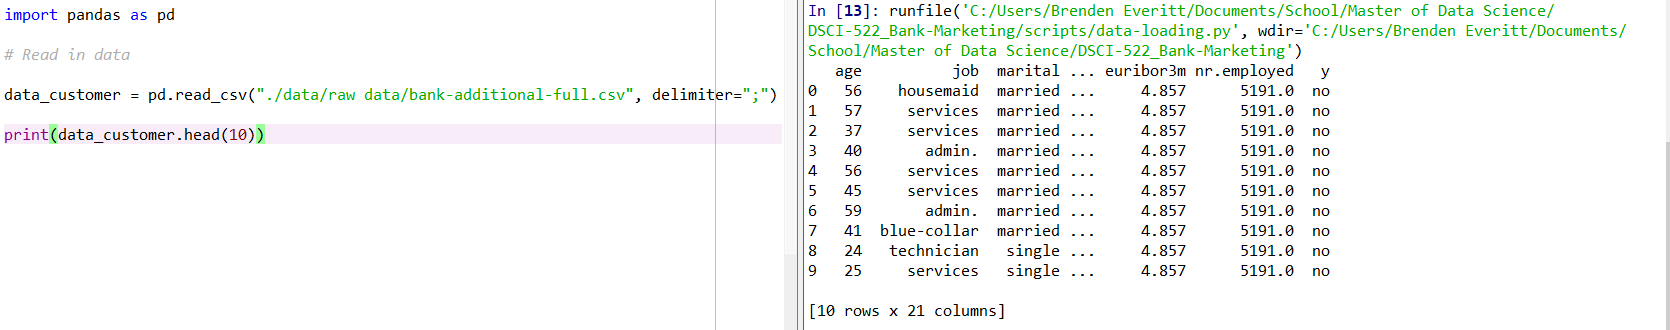 import pandas as pd
# Read in data
data_customer = pd.read_csv("./data/raw data/bank-additional-full.csv", delimiter=";")
print(data_customer.head(10))
In [13]: runfile('C:/Users/Brenden Everitt/Documents/School/Master of Data Science/
DSCI-522_Bank-Marketing/scripts/data-loading.py', wdir='C:/Users/Brenden Everitt/Documents/
School/Master of Data Science/DSCI-522_Bank-Marketing')
   age          job  marital ... euribor3m nr.employed   y
0   56    housemaid  married ...     4.857      5191.0  no
1   57     services  married ...     4.857      5191.0  no
2   37     services  married ...     4.857      5191.0  no
3   40       admin.  married ...     4.857      5191.0  no
4   56     services  married ...     4.857      5191.0  no
5   45     services  married ...     4.857      5191.0  no
6   59       admin.  married ...     4.857      5191.0  no
7   41  blue-collar  married ...     4.857      5191.0  no
8   24   technician   single ...     4.857      5191.0  no
9   25     services   single ...     4.857      5191.0  no
[10 rows x 21 columns]